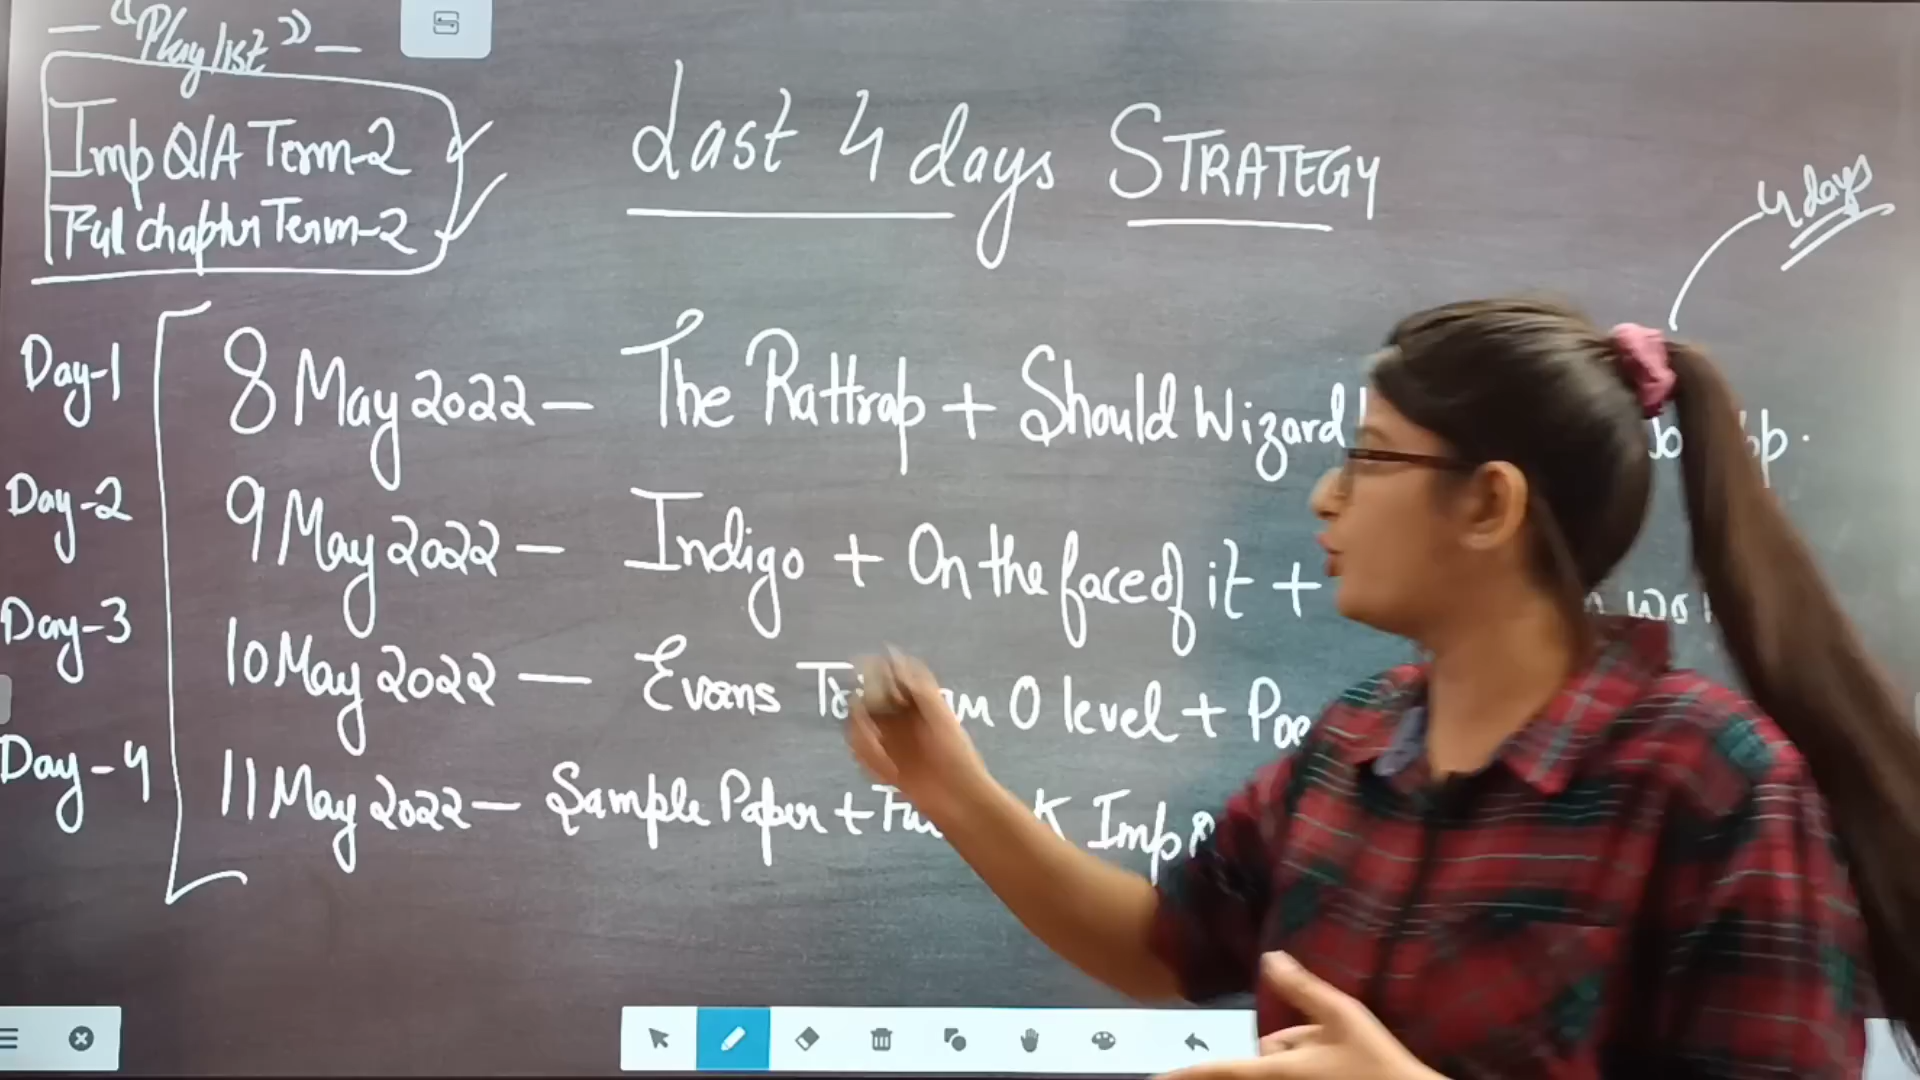 "Playlist"
Imp Q/A Term-2
Full chapter Term-2
Last 4 days STRATEGY
4 days
Day-1 8 May 2022 - The Rattrap + Should Wizard
Day-2 9 May 2022 - Indigo + On the face of it +
Day-3 10 May 2022 - Evans O level +
Day-4 11 May 2022 - Sample Paper + Imp